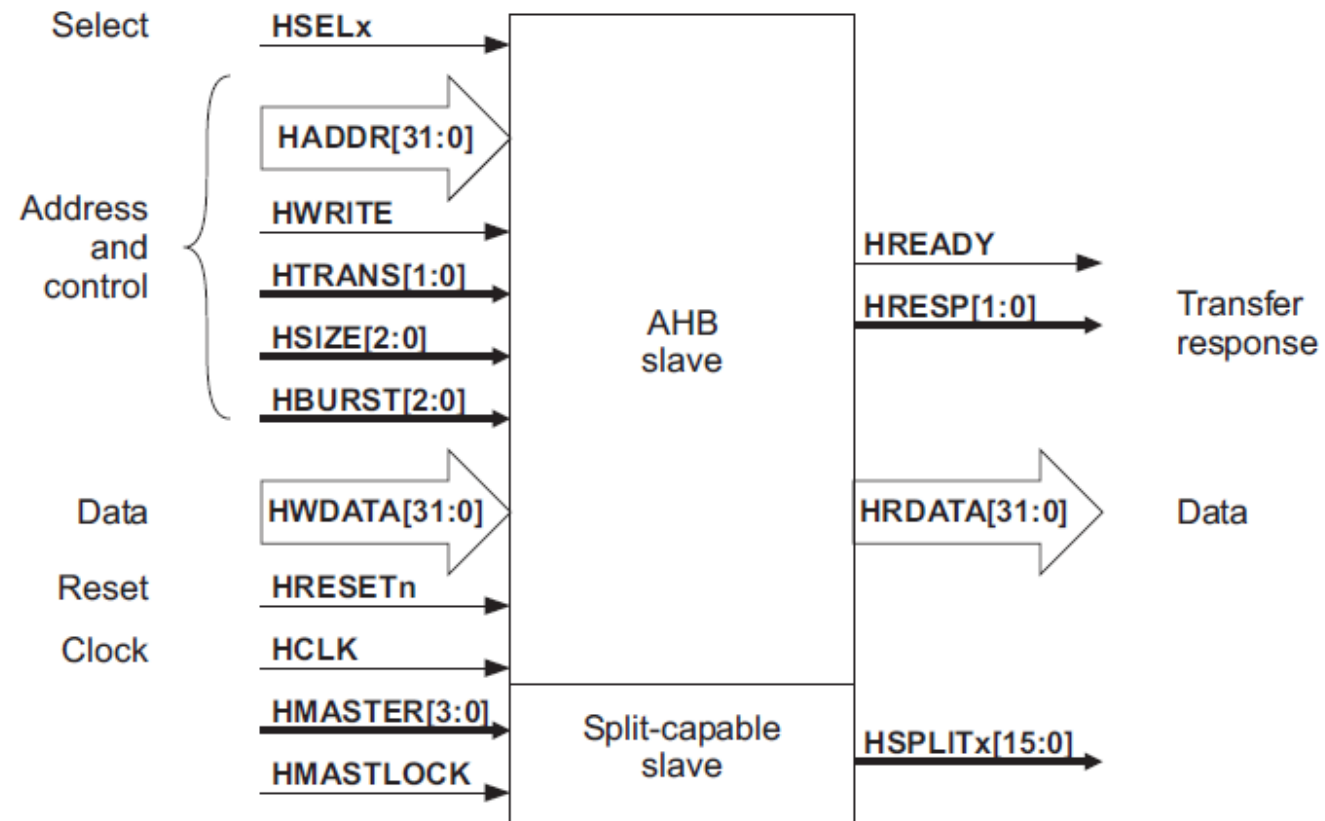 Select
HSELx
HADDR[31:0]
Address
and
control
HWRITE
HTRANS[1:0]
HSIZE[2:0]
HBURST[2:0]
Data
HWDATA[31:0]
Reset
HRESETn
Clock
HCLK
HMASTER[3:0]
HMASTLOCK
AHB
slave
Split-capable
slave
HREADY
HRESP[1:0]
Transfer
response
HRDATA[31:0]
Data
HSPLITx[15:0]